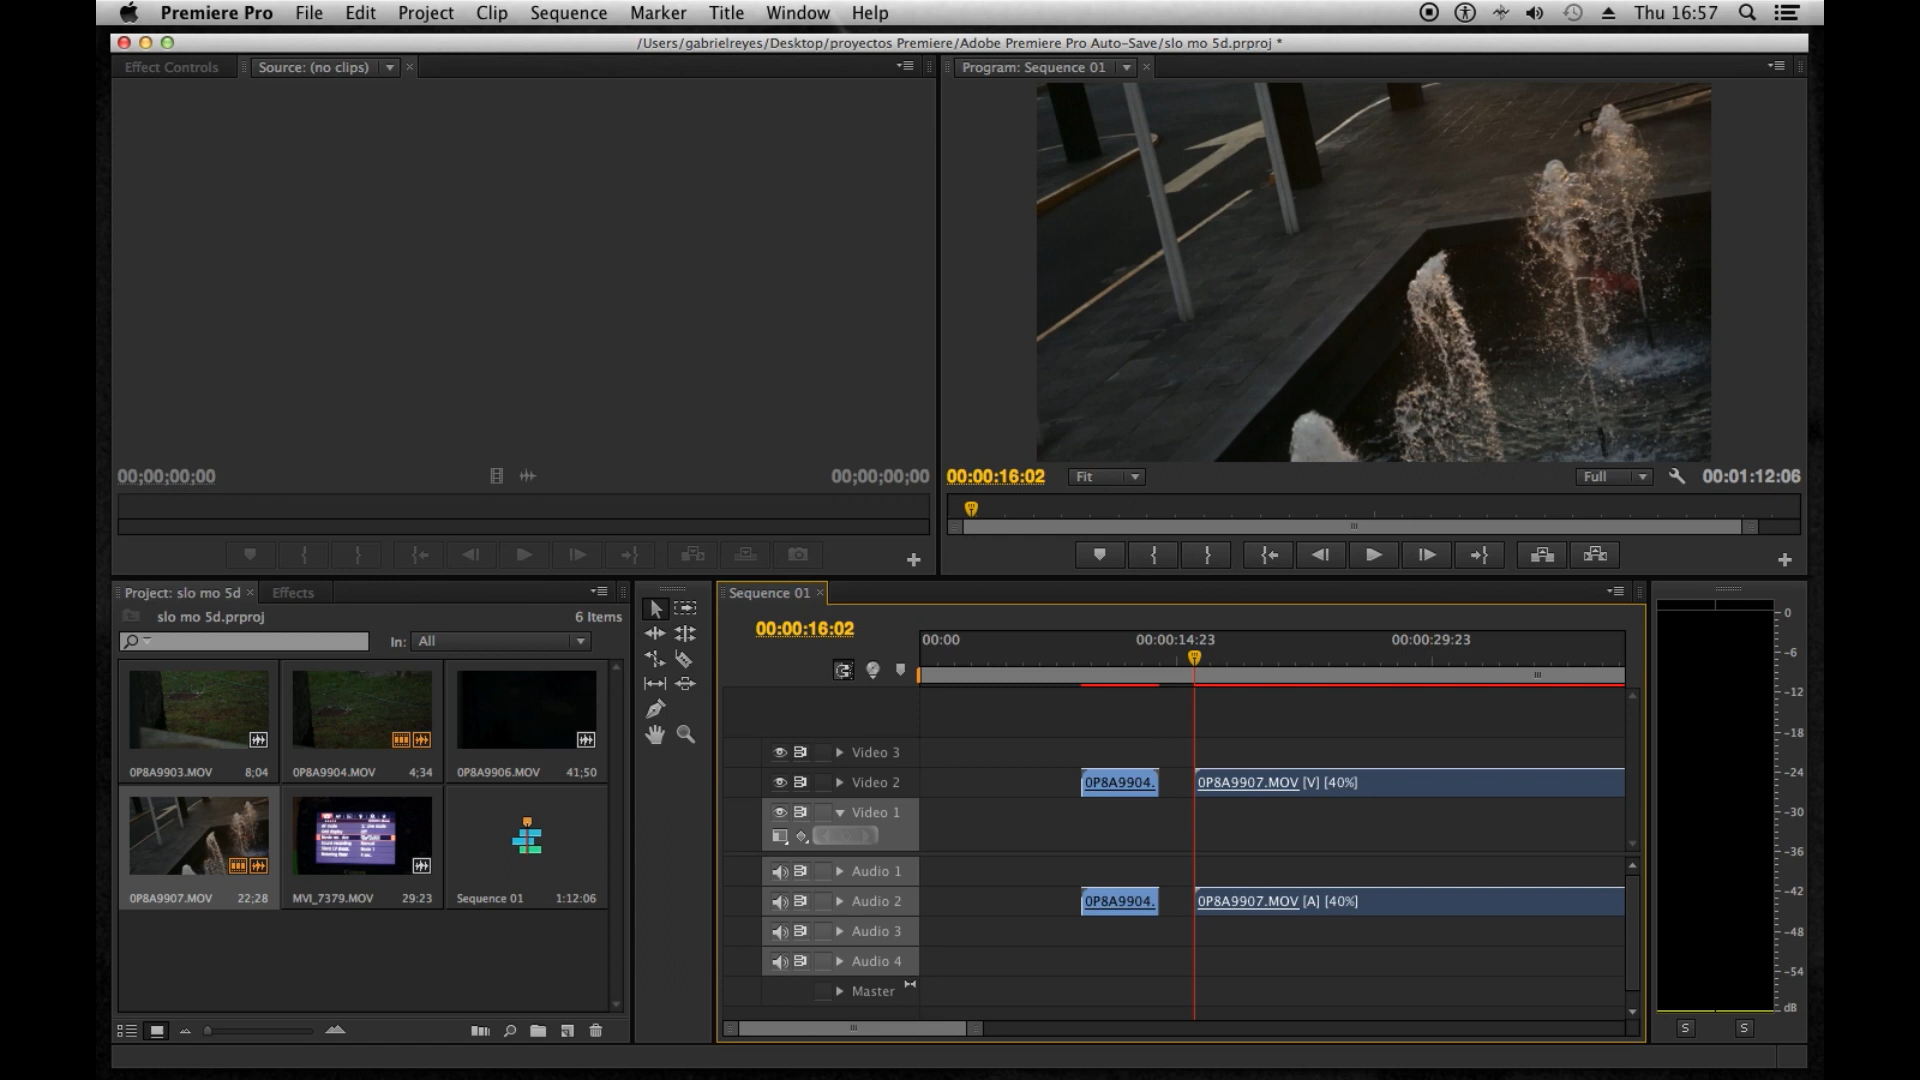 Premiere Pro File Edit Project Clip Sequence Marker Title Window Help Thu 16:57
/Users/gabrielreyes/Desktop/proyectos Premiere/Adobe Premiere Pro Auto-Save/slo mo 5d.prproj *
Effect Controls Source: (no clips) Program: Sequence 01
00;00;00;00 00;00;00;00
00:00:16:02 Fit Full 00:01:12:06
Project: slo mo 5d Effects
slo mo 5d.prproj 6 Items
In: All
0P8A9903.MOV 8;04 0P8A9904.MOV 4;34 0P8A9906.MOV 41;50
0P8A9907.MOV 22;28 MVI_7379.MOV 29:23 Sequence 01 1:12:06
Sequence 01
00:00:16:02
00:00 00:00:14:23 00:00:29:23
Video 3
Video 2 0P8A9904. 0P8A9907.MOV [V] [40%]
Video 1
Audio 1
Audio 2 0P8A9904. 0P8A9907.MOV [A] [40%]
Audio 3
Audio 4
Master
0
-6
-12
-18
-24
-30
-36
-42
-48
-54
dB
S S